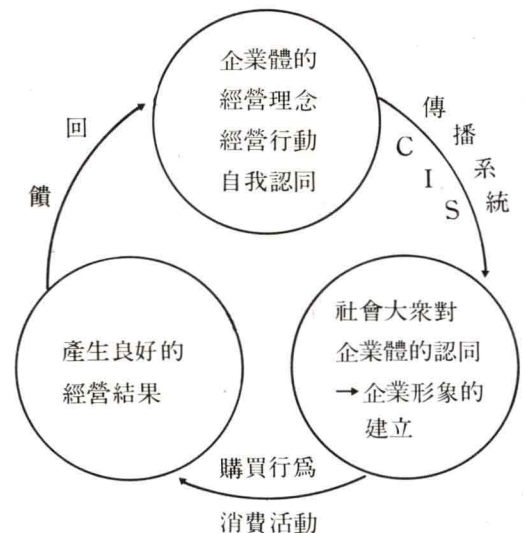 企業體的
經營理念
經營行動
自我認同
傳播系統
CIS
社會大衆對
企業體的認同
→企業形象的
建立
購買行爲
消費活動
產生良好的
經營結果
回饋